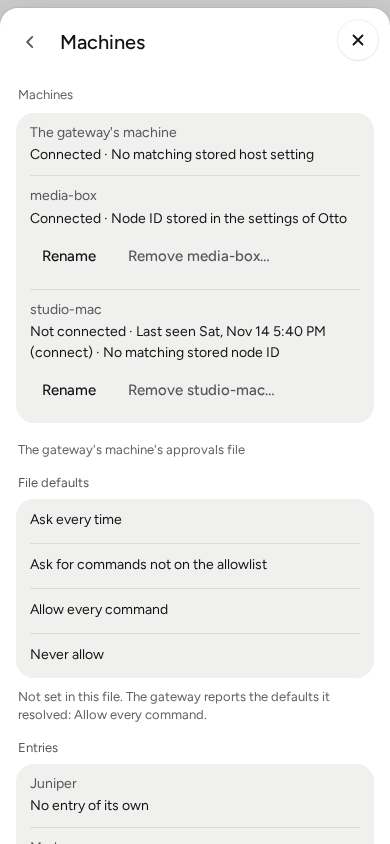 Machines
Machines
The gateway's machine
Connected · No matching stored host setting
media-box
Connected · Node ID stored in the settings of Otto
Rename Remove media-box…
studio-mac
Not connected · Last seen Sat, Nov 14 5:40 PM
(connect) · No matching stored node ID
Rename Remove studio-mac…
The gateway's machine's approvals file
File defaults
Ask every time
Ask for commands not on the allowlist
Allow every command
Never allow
Not set in this file. The gateway reports the defaults it
resolved: Allow every command.
Entries
Juniper
No entry of its own